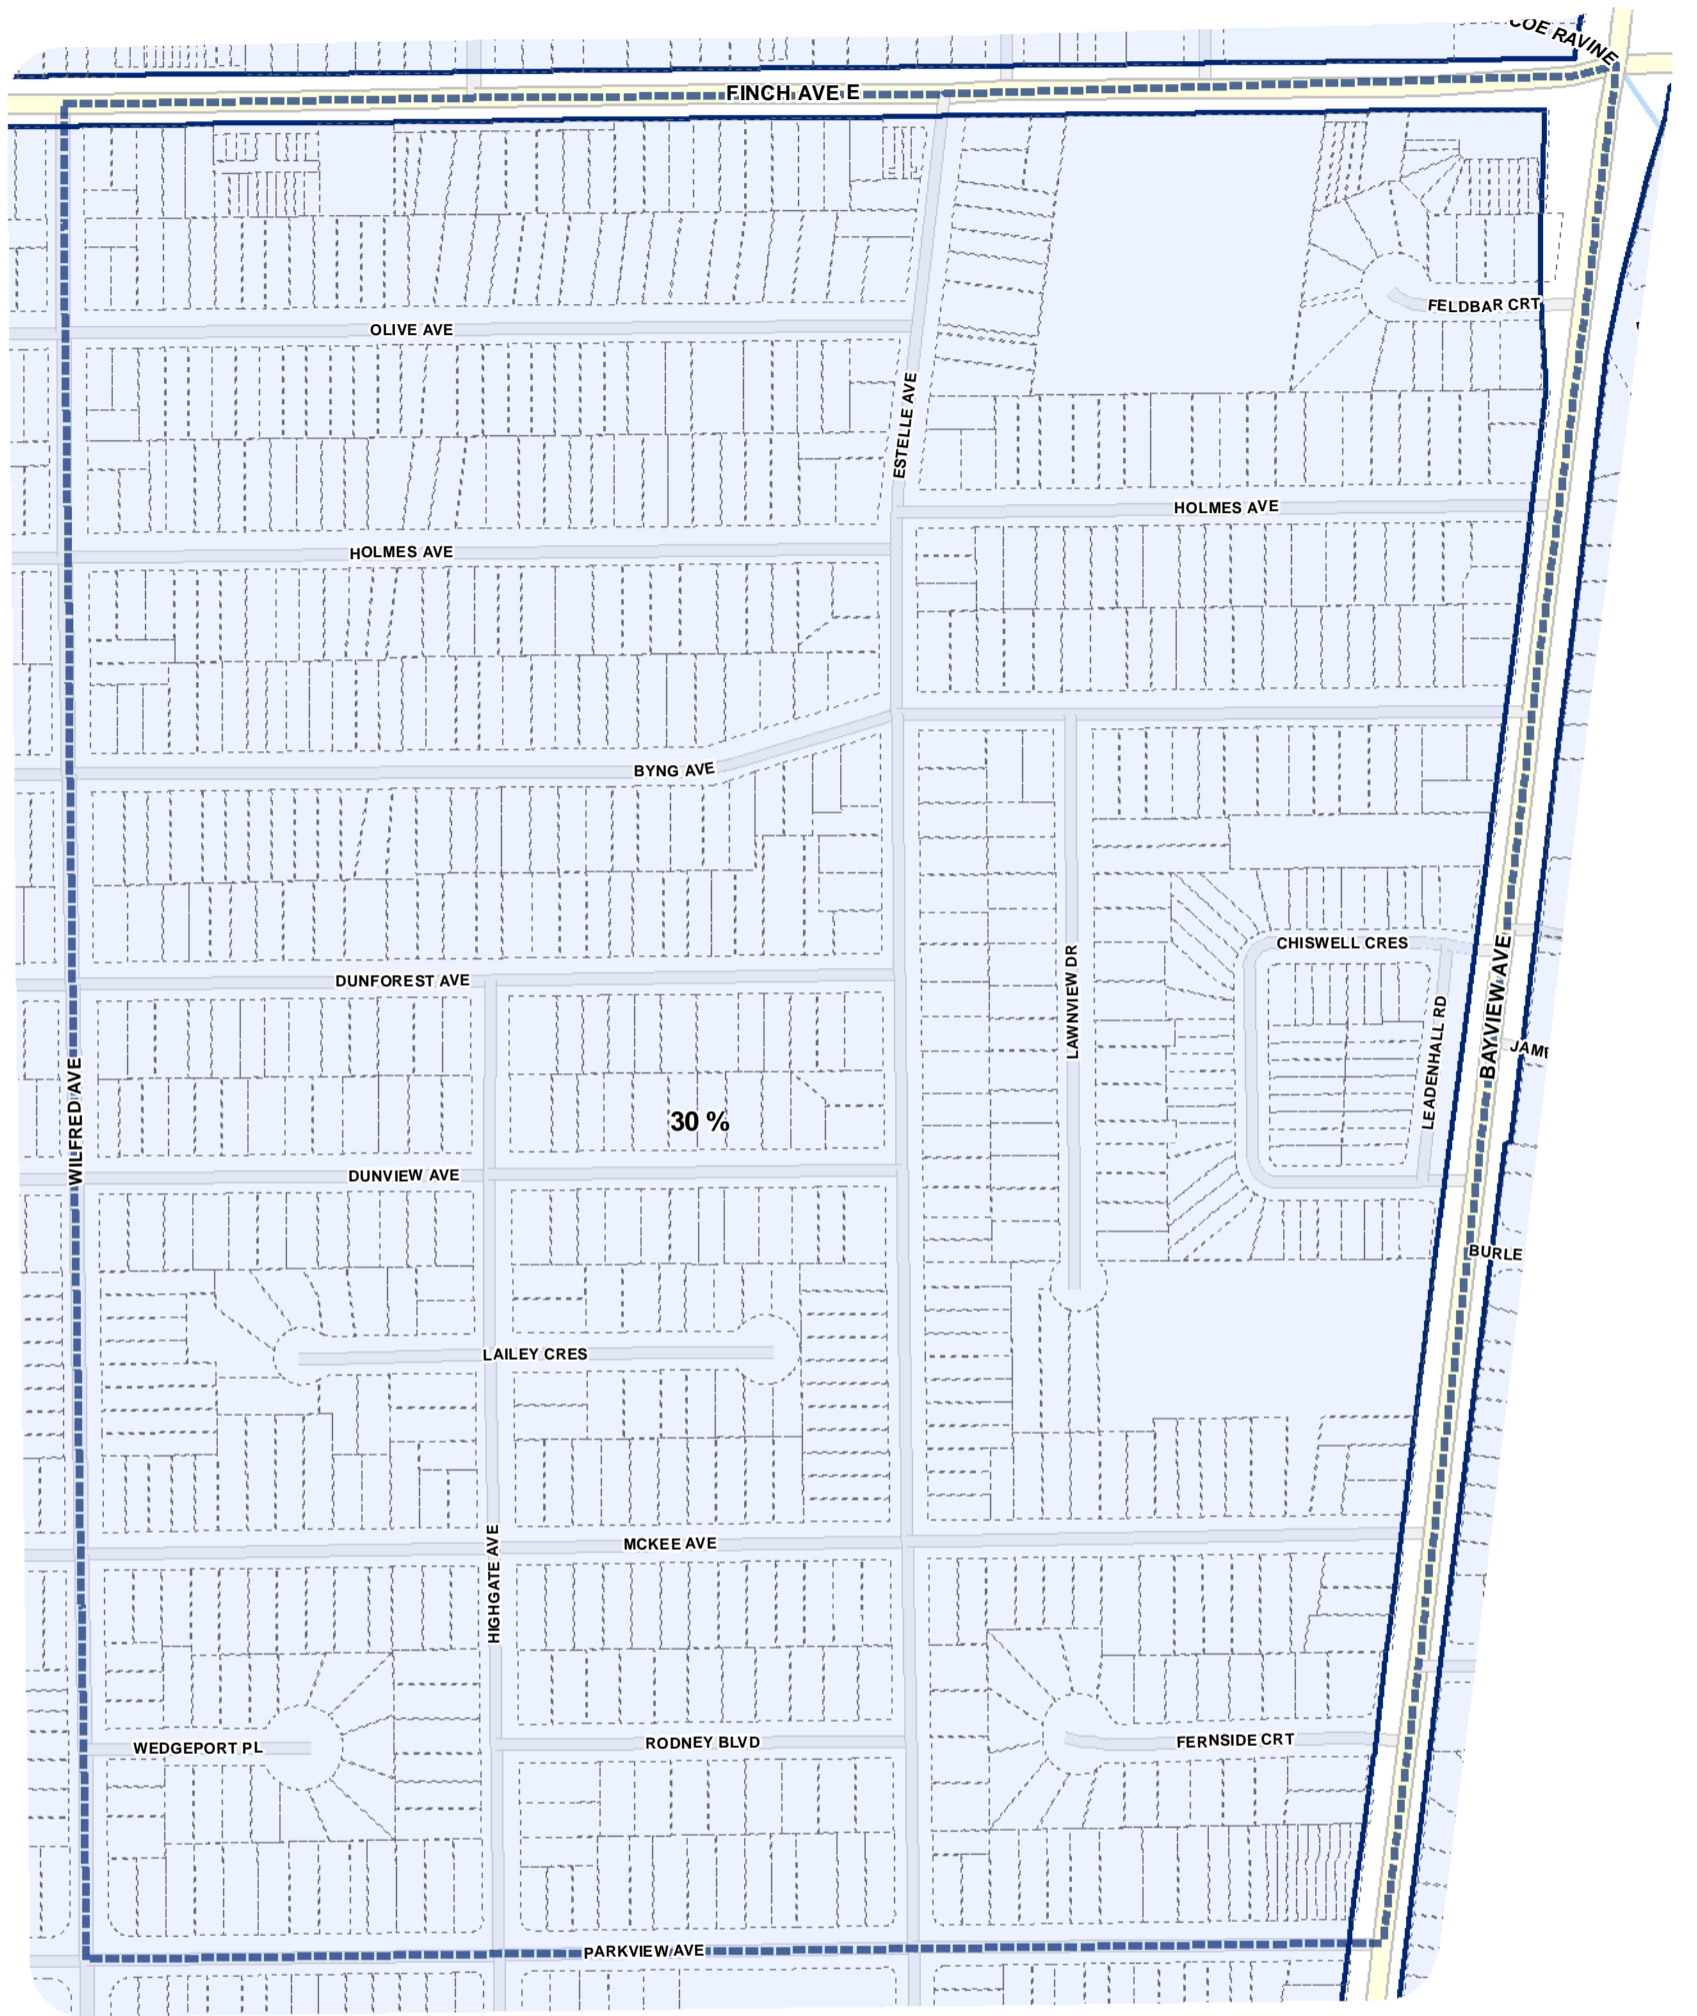 COE RAVINE
FINCH AVE E
FELDBAR CRT
OLIVE AVE
ESTELLE AVE
HOLMES AVE
HOLMES AVE
BYNG AVE
CHISWELL CRES
DUNFOREST AVE
LAWNVIEW DR
LEADENHALL RD
BAYVIEW AVE
JAM
WILFRED AVE
30 %
DUNVIEW AVE
BURLE
LAILEY CRES
HIGHGATE AVE
MCKEE AVE
WEDGEPORT PL
RODNEY BLVD
FERNSIDE CRT
PARKVIEW AVE